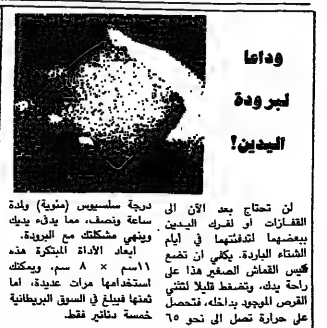 وداعا
لبرودة
اليدين!
لن تحتاج بعد الآن الى
القفازات او لفرك اليدين
ببعضهما لتدفئتهما في ايام
الشتاء الباردة. يكفي ان تضع
كيس القماش الصغير هذا على
راحة يدك، وتضغط قليلا لتثني
القرص الموجود بداخله، فتحصل
على حرارة تصل الى نحو ٦٥
درجة سلسيوس (مئوية) ولمدة
ساعة ونصف، مما يدفىء يديك
وينهي مشكلتك مع البرودة.
ابعاد الأداة المبتكرة هذه
١١سم × ٨ سم، ويمكنك
استخدامها مرات عديدة، اما
ثمنها فيبلغ في السوق البريطانية
خمسة دنانير فقط.